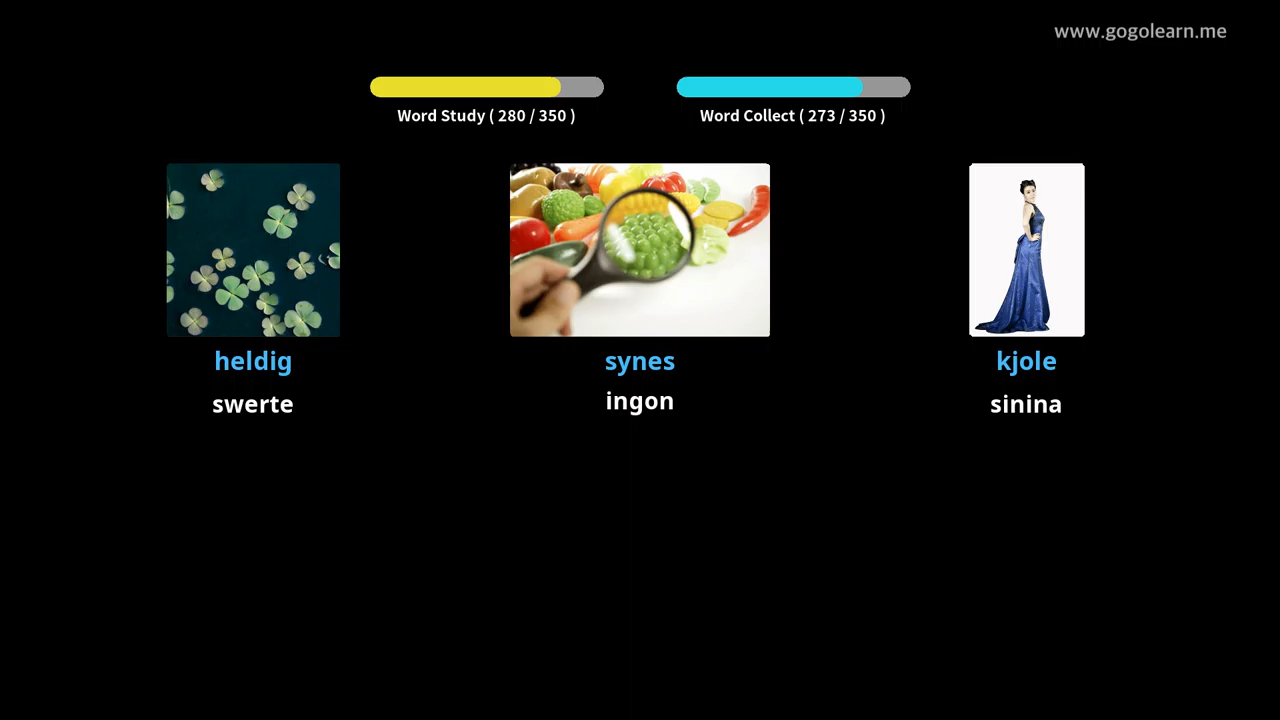 www.gogolearn.me
Word Study ( 280 / 350 )
Word Collect ( 273 / 350 )
heldig
synes
kjole
swerte
ingon
sinina